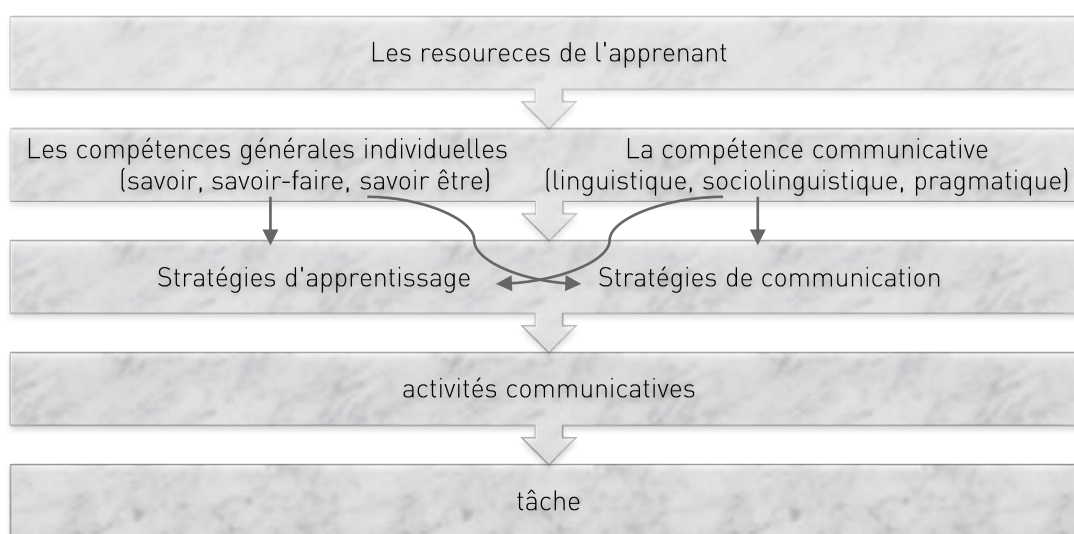 Les resoureces de l'apprenant
Les compétences générales individuelles
(savoir, savoir-faire, savoir être)
La compétence communicative
(linguistique, sociolinguistique, pragmatique)
Stratégies d'apprentissage
Stratégies de communication
activités communicatives
tâche